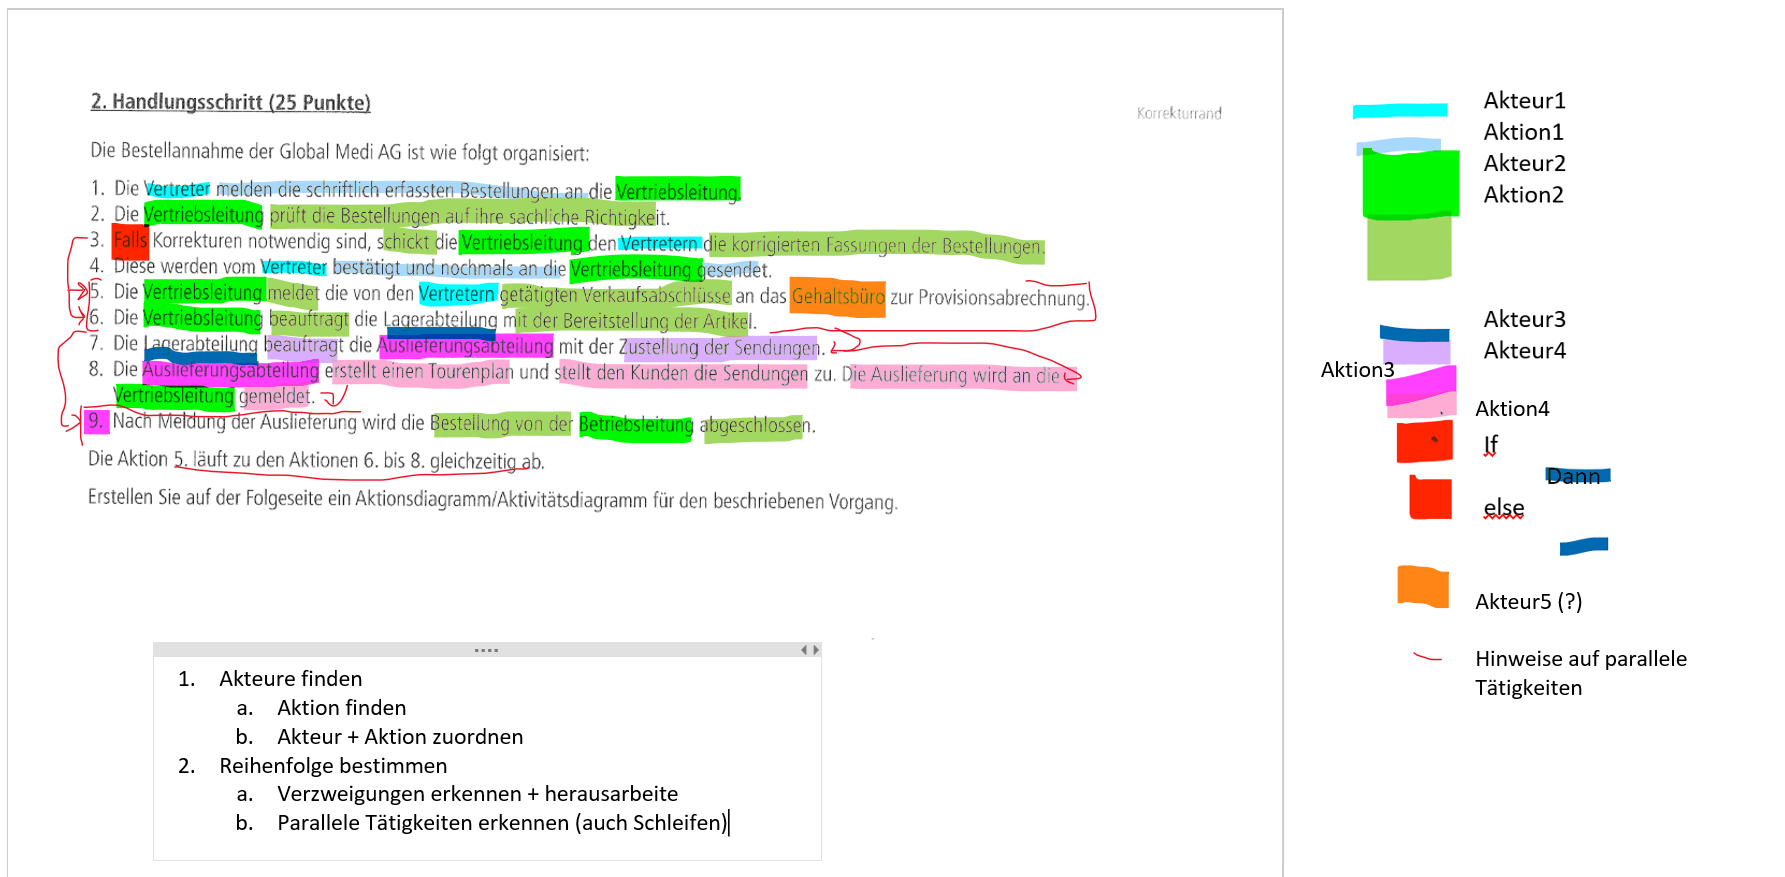 2. Handlungsschritt (25 Punkte)
Korrekturrand
Die Bestellannahme der Global Medi AG ist wie folgt organisiert:
1. Die Vertreter melden die schriftlich erfassten Bestellungen an die Vertriebsleitung.
2. Die Vertriebsleitung prüft die Bestellungen auf ihre sachliche Richtigkeit.
3. Falls Korrekturen notwendig sind, schickt die Vertriebsleitung den Vertretern die korrigierten Fassungen der Bestellungen.
4. Diese werden vom Vertreter bestätigt und nochmals an die Vertriebsleitung gesendet.
5. Die Vertriebsleitung meldet die von den Vertretern getätigten Verkaufsabschlüsse an das Gehaltsbüro zur Provisionsabrechnung.
6. Die Vertriebsleitung beauftragt die Lagerabteilung mit der Bereitstellung der Artikel.
7. Die Lagerabteilung beauftragt die Auslieferungsabteilung mit der Zustellung der Sendungen.
8. Die Auslieferungsabteilung erstellt einen Tourenplan und stellt den Kunden die Sendungen zu. Die Auslieferung wird an die
Vertriebsleitung gemeldet.
9. Nach Meldung der Auslieferung wird die Bestellung von der Betriebsleitung abgeschlossen.
Die Aktion 5. läuft zu den Aktionen 6. bis 8. gleichzeitig ab.
Erstellen Sie auf der Folgeseite ein Aktionsdiagramm/Aktivitätsdiagramm für den beschriebenen Vorgang.
1. Akteure finden
a. Aktion finden
b. Akteur + Aktion zuordnen
2. Reihenfolge bestimmen
a. Verzweigungen erkennen + herausarbeite
b. Parallele Tätigkeiten erkennen (auch Schleifen)
Akteur1
Aktion1
Akteur2
Aktion2
Akteur3
Akteur4
Aktion3
Aktion4
If
Dann
else
Akteur5 (?)
Hinweise auf parallele
Tätigkeiten